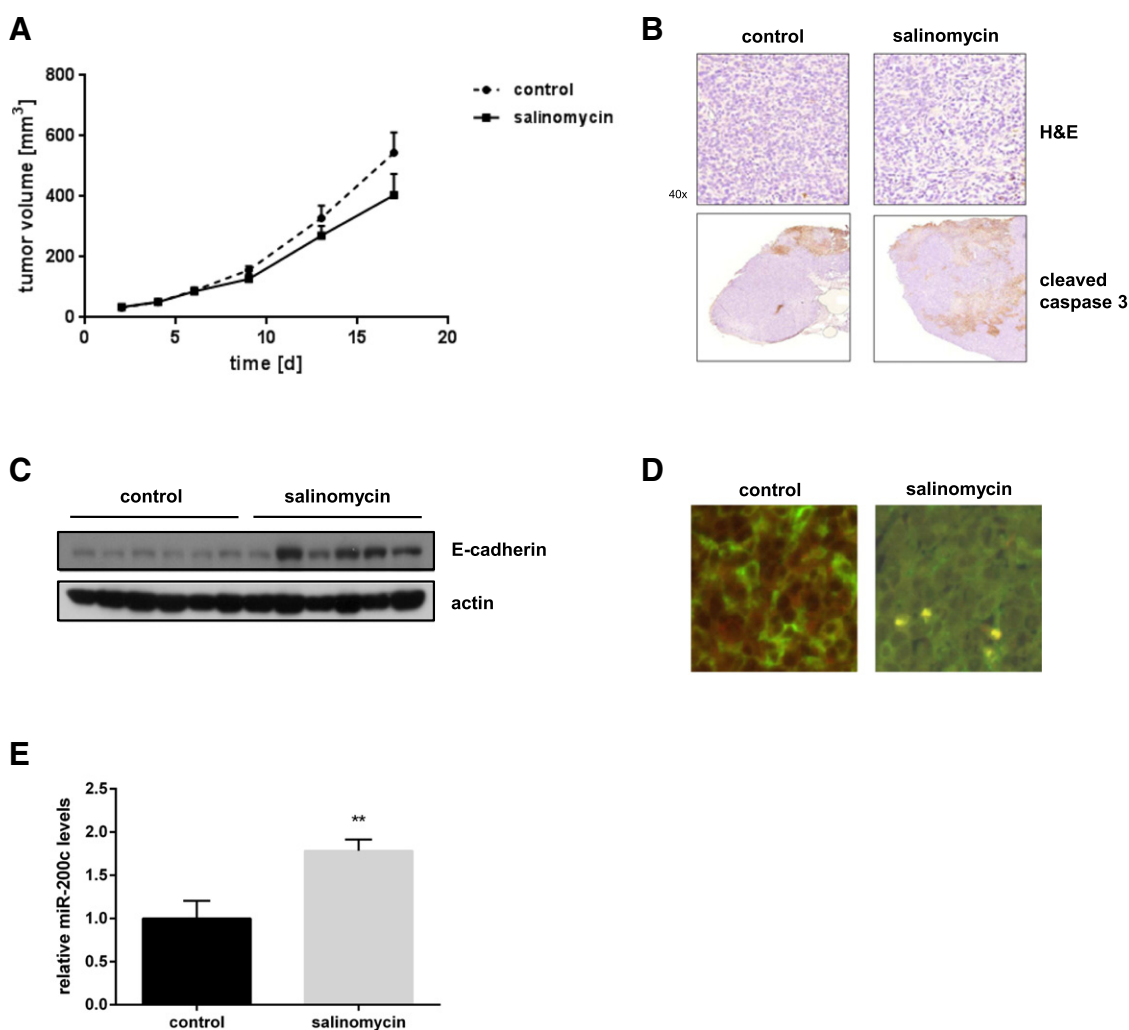 A
800
600
400
200
0
tumor volume [mm³]
0 5 10 15 20
time [d]
control
salinomycin
B
control salinomycin
H&E
40x
cleaved
caspase 3
C
control salinomycin
E-cadherin
actin
D
control salinomycin
E
2.5
2.0
1.5
1.0
0.5
0.0
relative miR-200c levels
**
control salinomycin